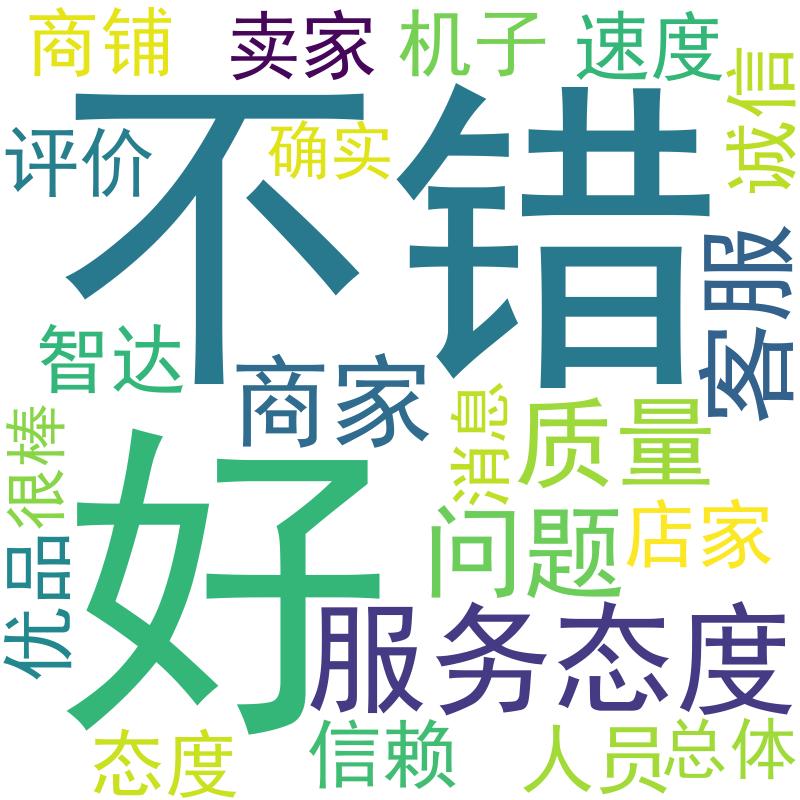 商铺
卖家
机子
速度
诚信
不错
评价
确实
客服
智达
商家
消息
质量
很棒
好
问题
店家
优品
服务态度
态度
信赖
人员
总体